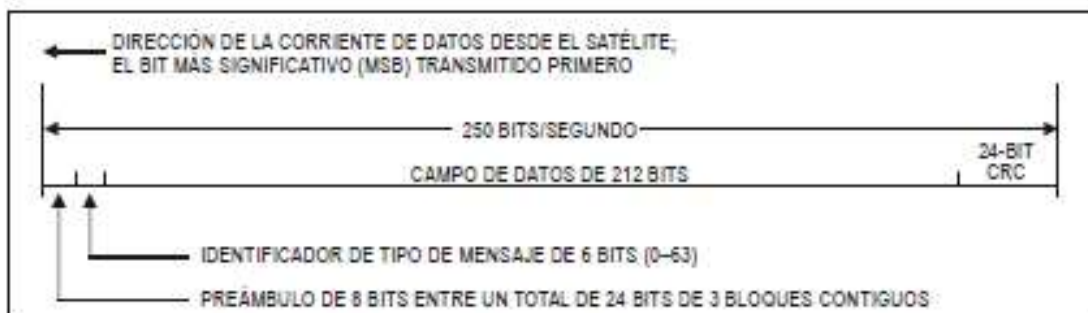 DIRECCIÓN DE LA CORRIENTE DE DATOS DESDE EL SATÉLITE;
EL BIT MÁS SIGNIFICATIVO (MSB) TRANSMITIDO PRIMERO
250 BITS/SEGUNDO
24-BIT
CRC
CAMPO DE DATOS DE 212 BITS
IDENTIFICADOR DE TIPO DE MENSAJE DE 6 BITS (0–63)
PREÁMBULO DE 8 BITS ENTRE UN TOTAL DE 24 BITS DE 3 BLOQUES CONTIGUOS